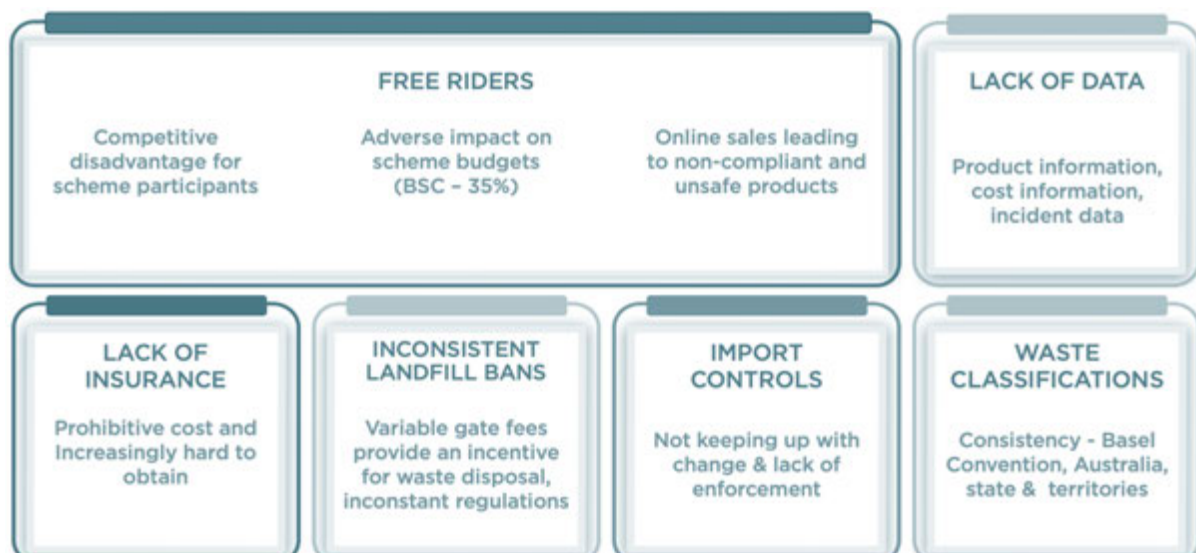 FREE RIDERS
Competitive
disadvantage for
scheme participants
Adverse impact on
scheme budgets
(BSC – 35%)
Online sales leading
to non-compliant and
unsafe products
LACK OF DATA
Product information,
cost information,
incident data
LACK OF
INSURANCE
Prohibitive cost and
Increasingly hard to
obtain
INCONSISTENT
LANDFILL BANS
Variable gate fees
provide an incentive
for waste disposal,
inconstant regulations
IMPORT
CONTROLS
Not keeping up with
change & lack of
enforcement
WASTE
CLASSIFICATIONS
Consistency - Basel
Convention, Australia,
state & territories